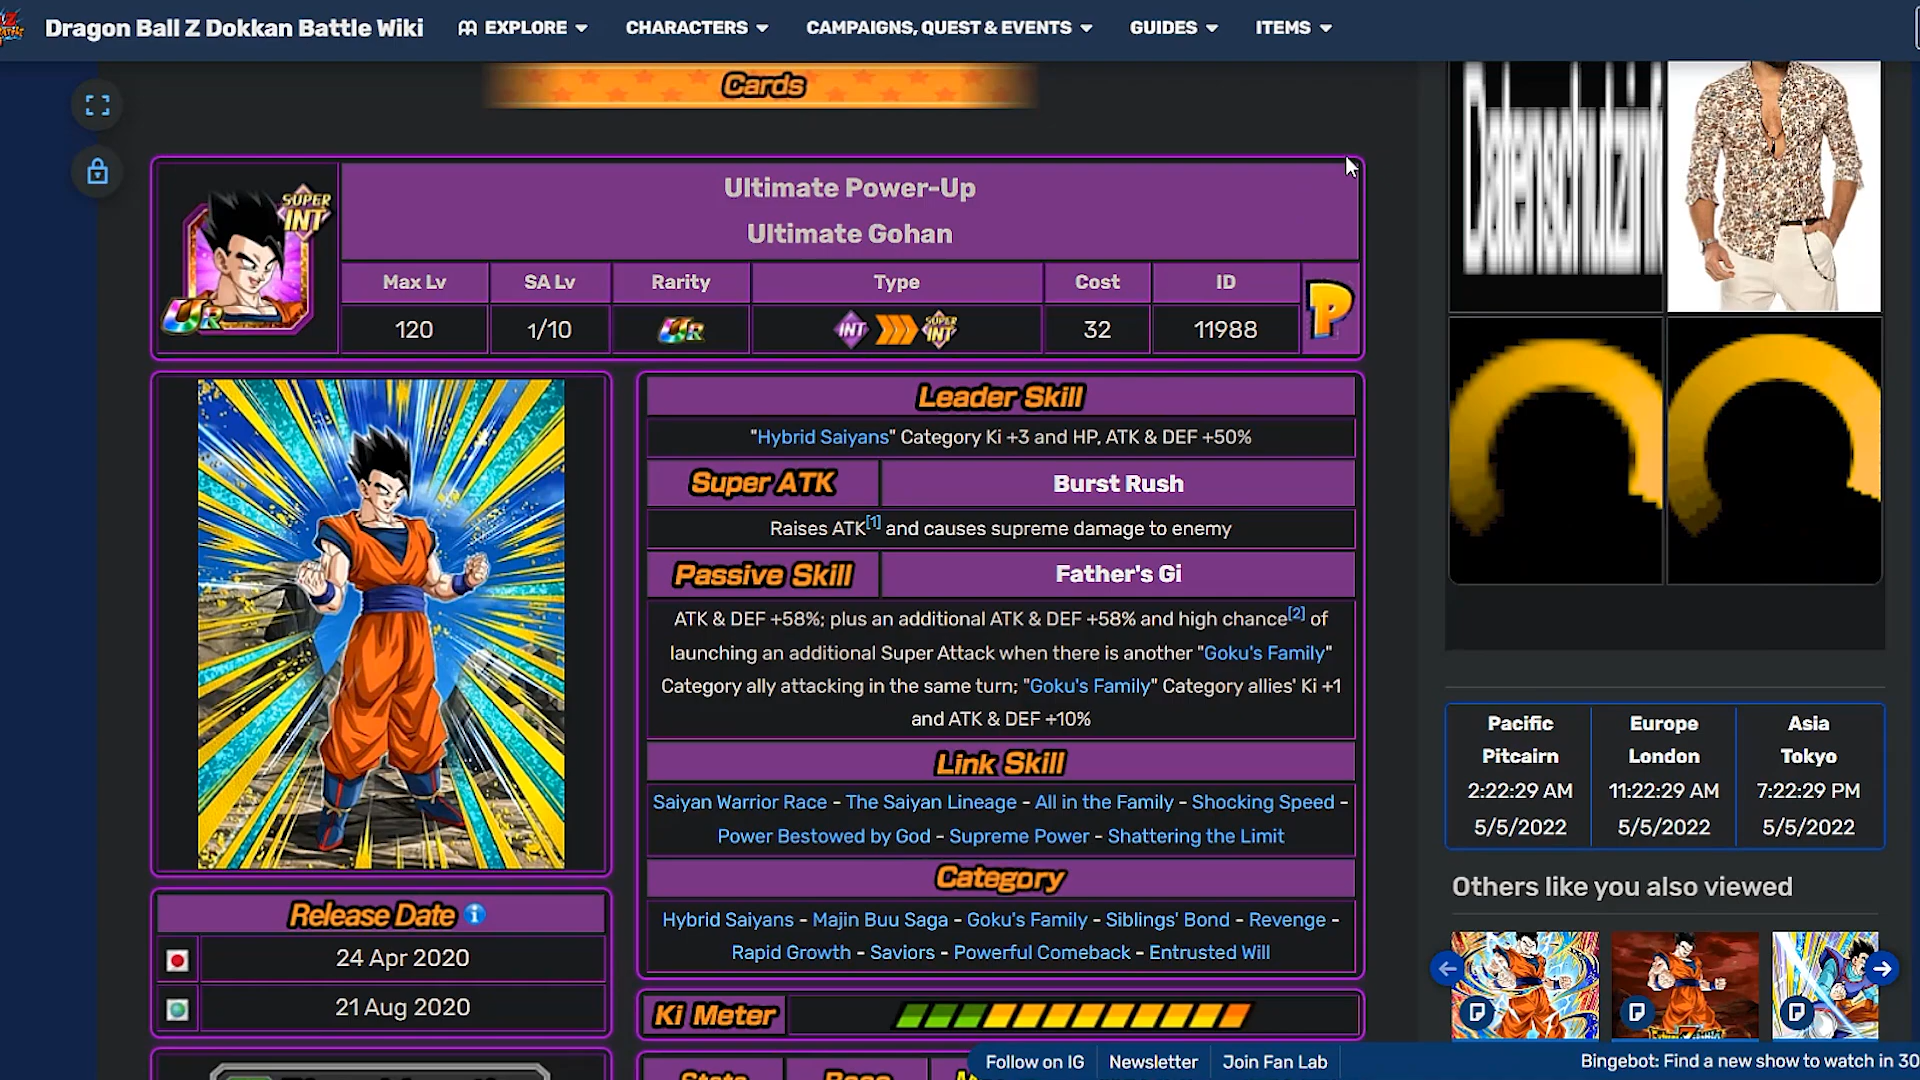 Dragon Ball Z Dokkan Battle Wiki
EXPLORE
CHARACTERS
CAMPAIGNS, QUEST & EVENTS
GUIDES
ITEMS
Cards
SUPER
INT
UR
Ultimate Power-Up
Ultimate Gohan
Max Lv
SA Lv
Rarity
Type
Cost
ID
P
120
1/10
UR
INT
SUPER
INT
32
11988
Leader Skill
"Hybrid Saiyans" Category Ki +3 and HP, ATK & DEF +50%
Super ATK
Burst Rush
Raises ATK[1] and causes supreme damage to enemy
Passive Skill
Father's Gi
ATK & DEF +58%; plus an additional ATK & DEF +58% and high chance[2] of
launching an additional Super Attack when there is another "Goku's Family"
Category ally attacking in the same turn; "Goku's Family" Category allies' Ki +1
and ATK & DEF +10%
Link Skill
Saiyan Warrior Race - The Saiyan Lineage - All in the Family - Shocking Speed -
Power Bestowed by God - Supreme Power - Shattering the Limit
Category
Hybrid Saiyans - Majin Buu Saga - Goku's Family - Siblings' Bond - Revenge -
Rapid Growth - Saviors - Powerful Comeback - Entrusted Will
Ki Meter
Release Date
24 Apr 2020
21 Aug 2020
Pacific
Pitcairn
2:22:29 AM
5/5/2022
Europe
London
11:22:29 AM
5/5/2022
Asia
Tokyo
7:22:29 PM
5/5/2022
Others like you also viewed
Follow on IG
Newsletter
Join Fan Lab
Bingebot: Find a new show to watch in 30